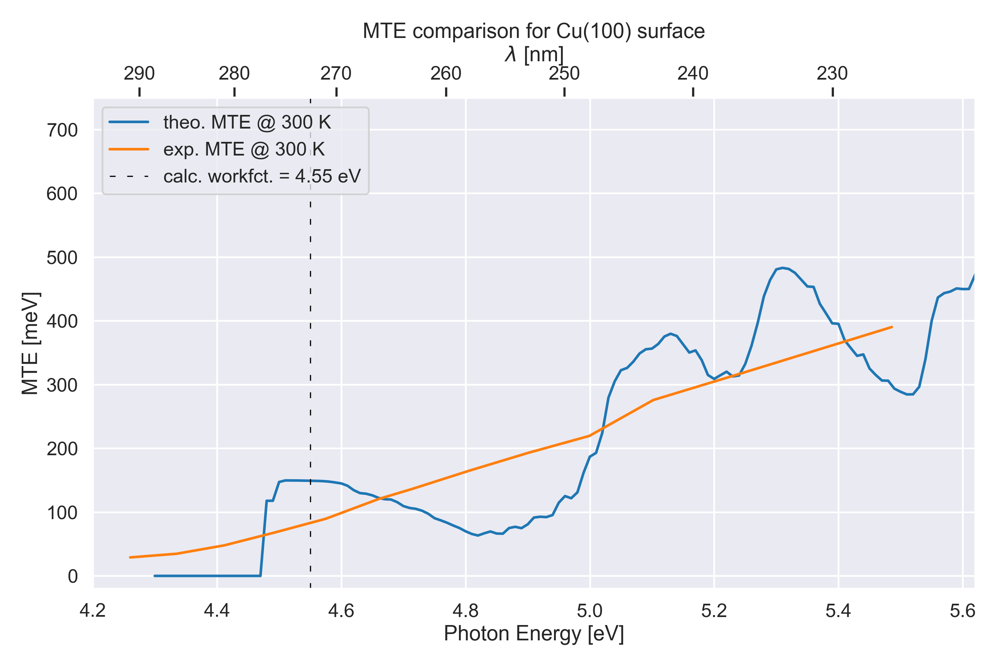 MTE comparison for Cu(100) surface
λ [nm]
290 280 270 260 250 240 230
theo. MTE @ 300 K
exp. MTE @ 300 K
calc. workfct. = 4.55 eV
700
600
500
400
300
200
100
0
MTE [meV]
4.2 4.4 4.6 4.8 5.0 5.2 5.4 5.6
Photon Energy [eV]